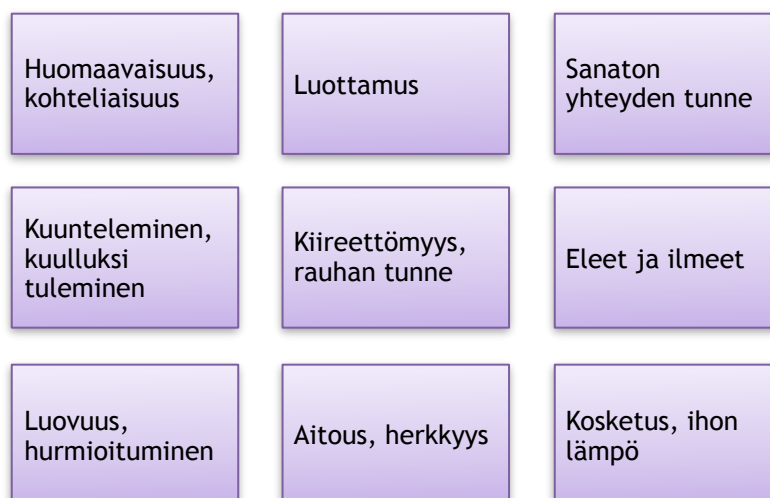 Huomaavaisuus,
kohteliaisuus
Luottamus
Sanaton
yhteyden tunne
Kuunteleminen,
kuulluksi
tuleminen
Kiireettömyys,
rauhan tunne
Eleet ja ilmeet
Luovuus,
hurmioituminen
Aitous, herkkyys
Kosketus, ihon
lämpö